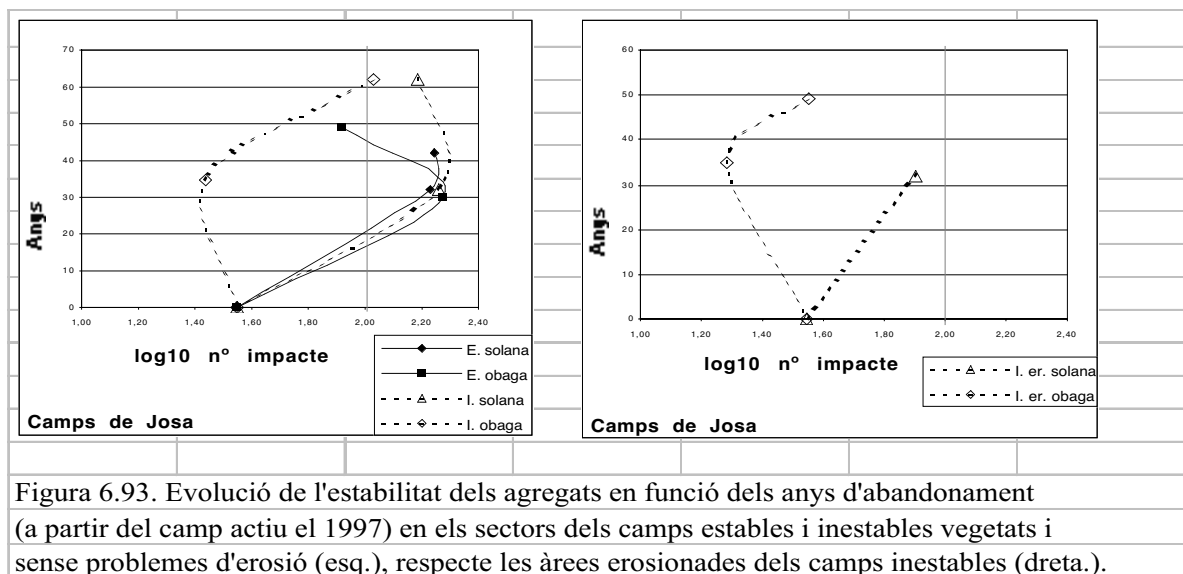 70
60
50
40
30
20
10
0
Anys
1,00 1,20 1,40 1,60 1,80 2,00 2,20 2,40
log10 nº impacte
E. solana
E. obaga
I. solana
I. obaga
Camps de Josa
60
50
40
30
20
10
0
Anys
1,00 1,20 1,40 1,60 1,80 2,00 2,20 2,40
log10 nº impacte
I. er. solana
I. er. obaga
Camps de Josa
Figura 6.93. Evolució de l'estabilitat dels agregats en funció dels anys d'abandonament
(a partir del camp actiu el 1997) en els sectors dels camps estables i inestables vegetats i
sense problemes d'erosió (esq.), respecte les àrees erosionades dels camps inestables (dreta.).